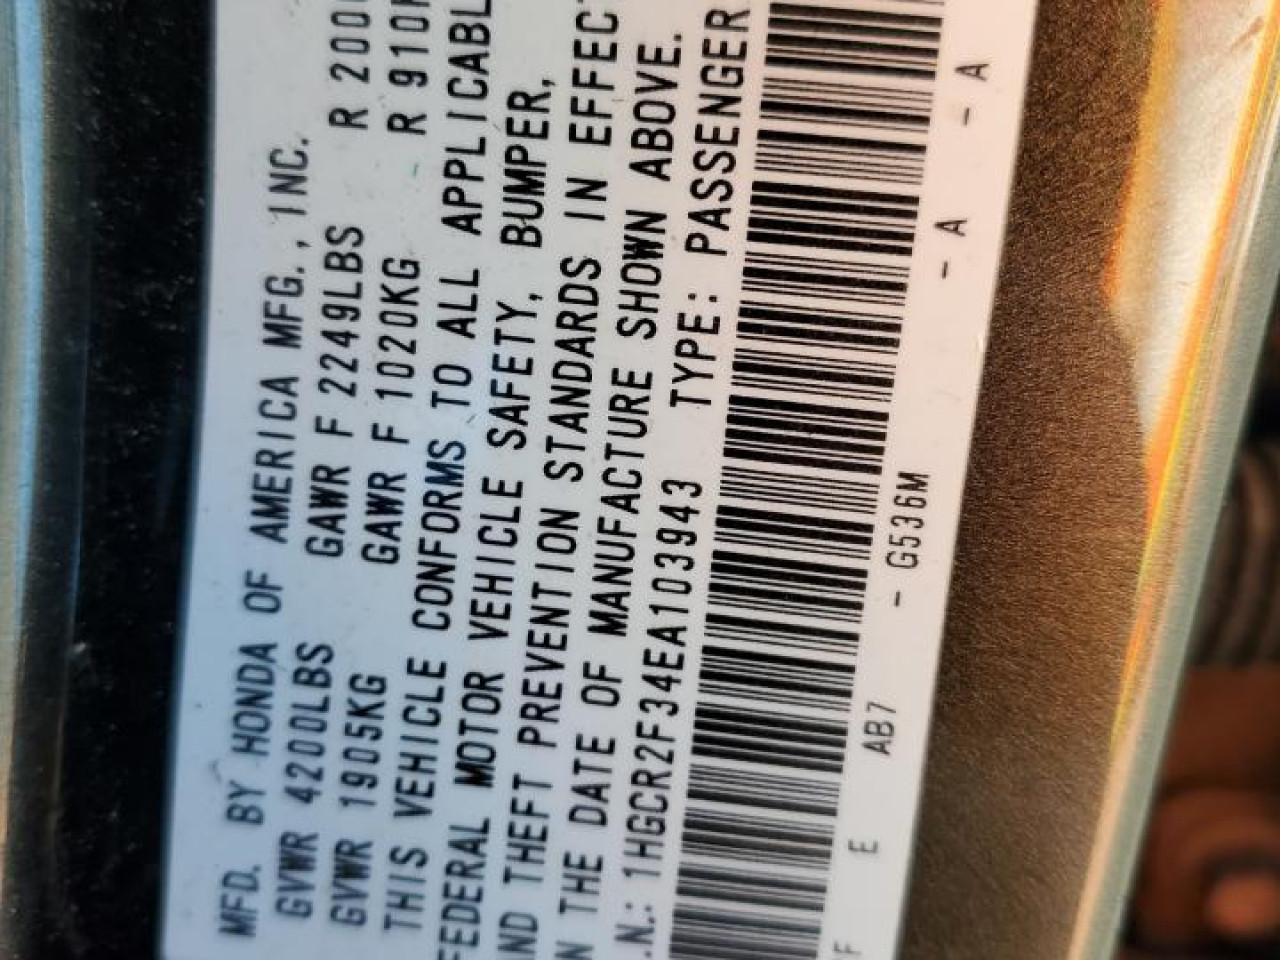 MFD. BY HONDA OF AMERICA MFG., INC.
GVWR 4200LBS GAWR F 2249LBS R 200
GVWR 1905KG GAWR F 1020KG R 910K
THIS VEHICLE CONFORMS TO ALL APPLICABL
FEDERAL MOTOR VEHICLE SAFETY, BUMPER,
ND THEFT PREVENTION STANDARDS IN EFFECT
N THE DATE OF MANUFACTURE SHOWN ABOVE.
.N.: 1HGCR2F34EA103943 TYPE: PASSENGER
F E AB7 - G536M - A - A